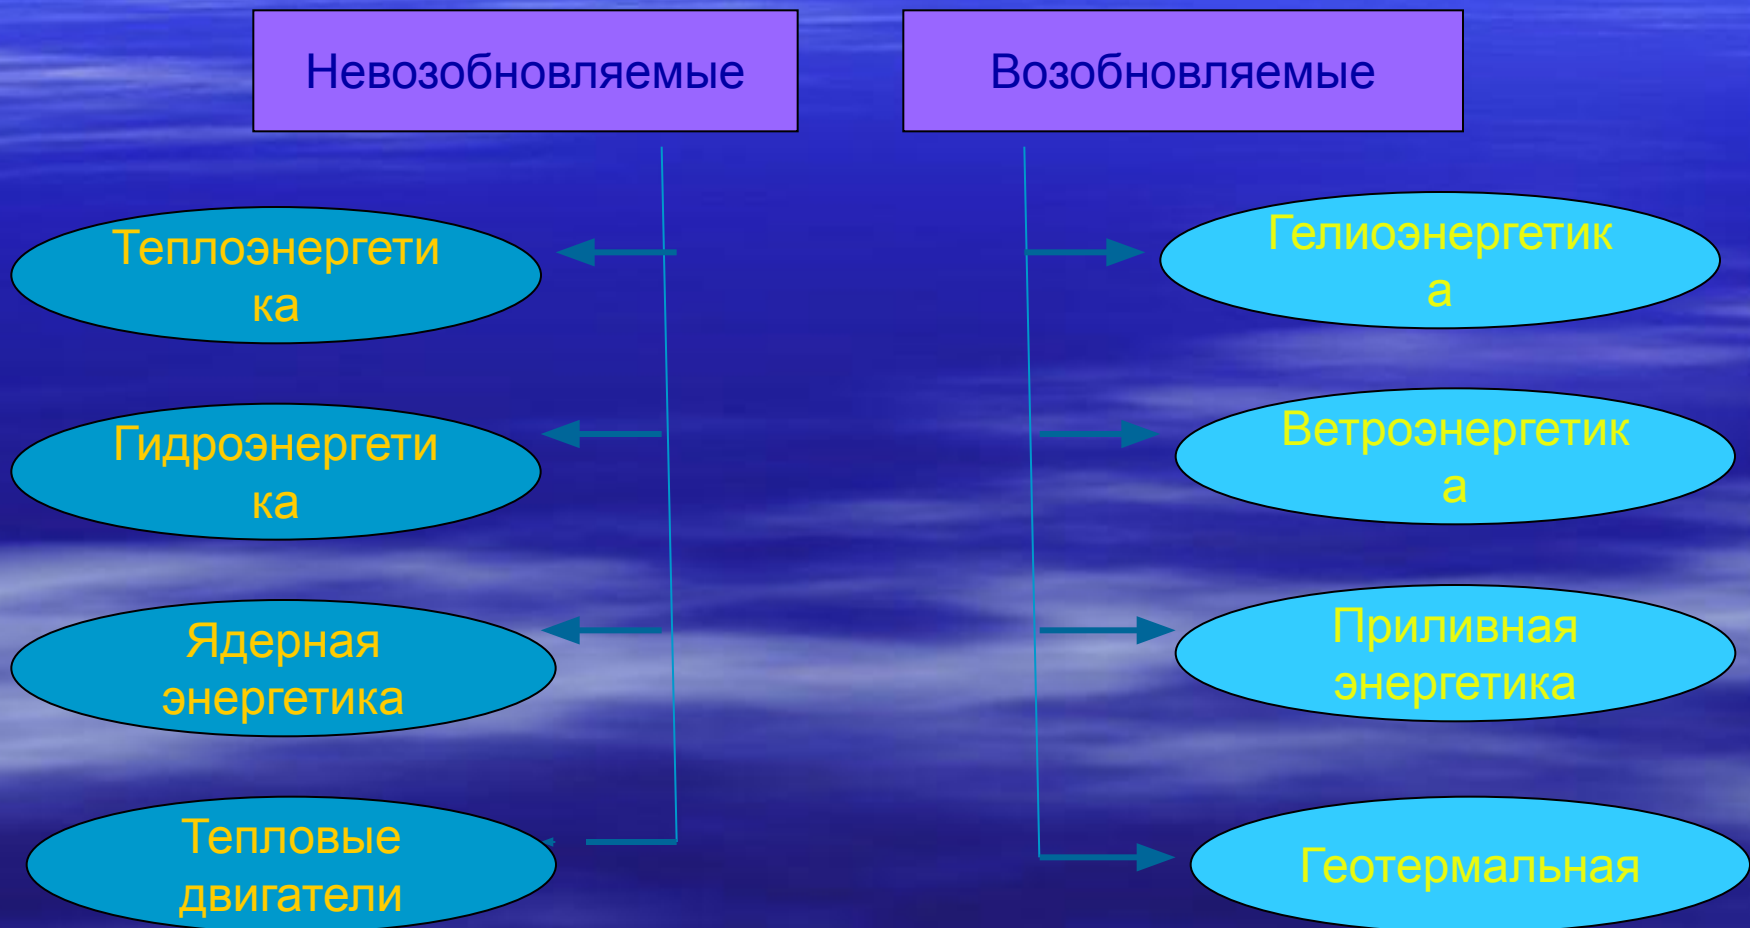 Невозобновляемые
Возобновляемые
Теплоэнергети
ка
Гидроэнергети
ка
Ядерная
энергетика
Тепловые
двигатели
Гелиоэнергетик
а
Ветроэнергетик
а
Приливная
энергетика
Геотермальная